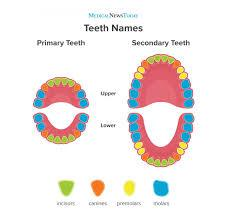 MEDICALNEWSTODAY
Teeth Names
Primary Teeth
Secondary Teeth
Upper
Lower
incisors
canines
premolars
molars